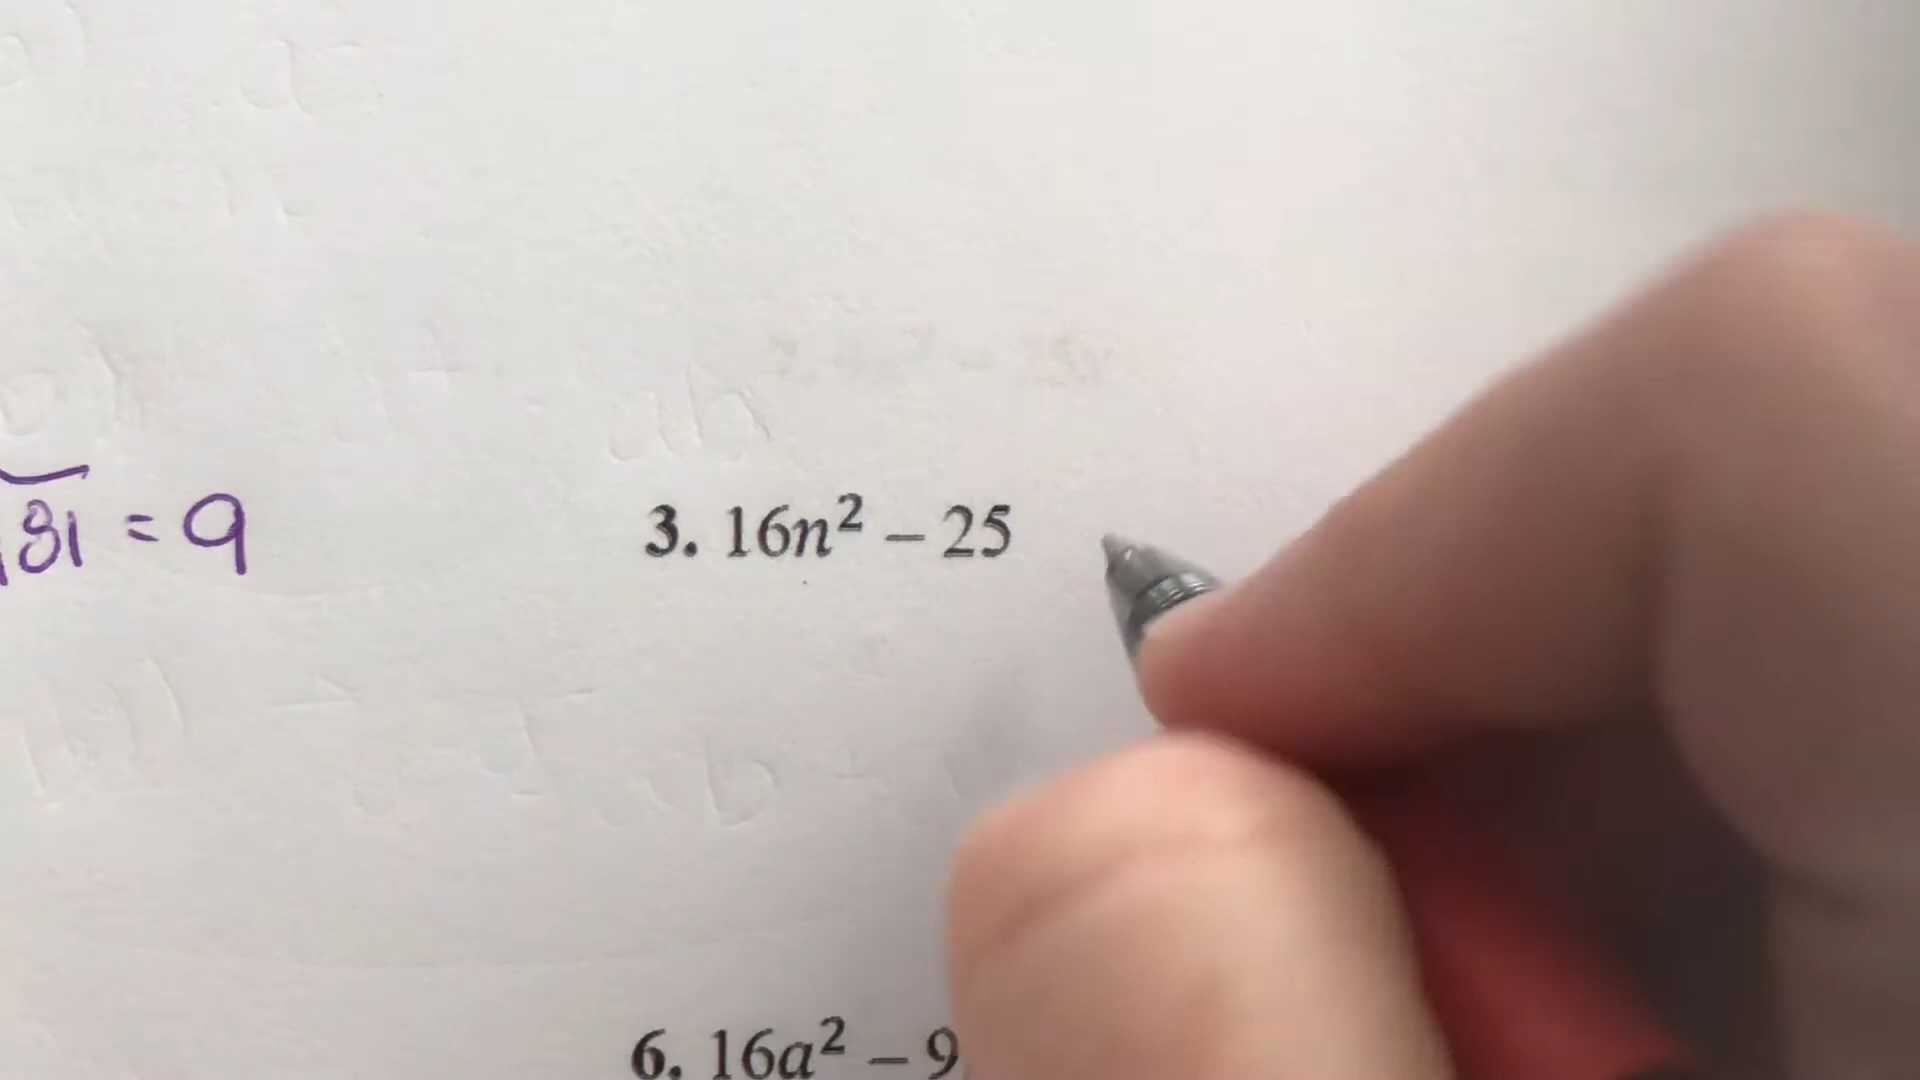 81 = 9
3. 16n² – 25
6. 16a² – 9